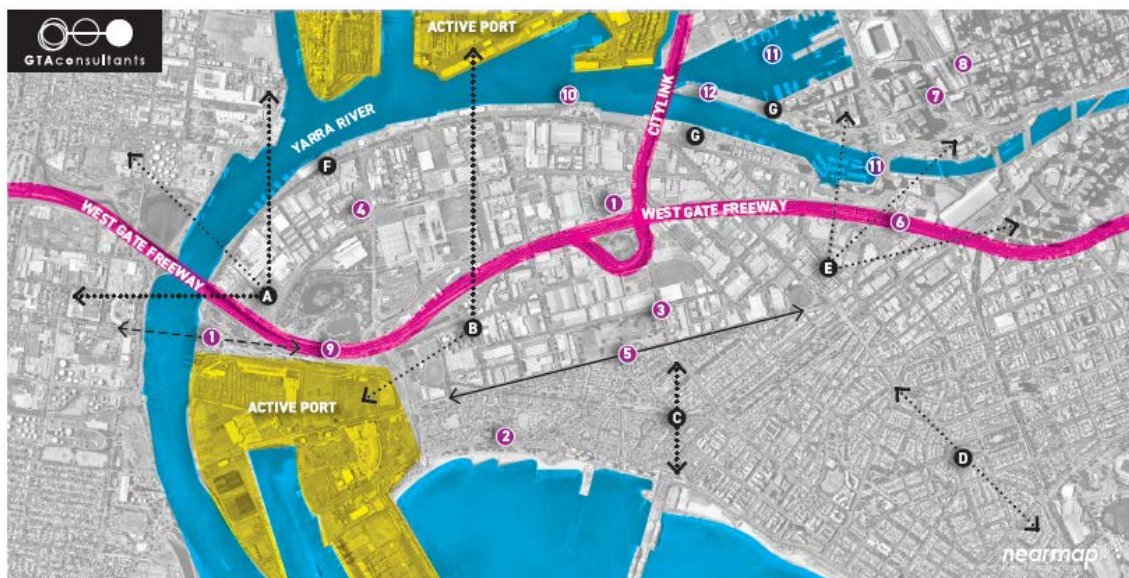 GTAconsultants
ACTIVE PORT
CITYLINK
YARRA RIVER
WEST GATE FREEWAY
WEST GATE FREEWAY
ACTIVE PORT
11
8
7
10
12
G
G
F
11
4
1
6
E
A
3
B
1
9
5
C
2
D
nearmap